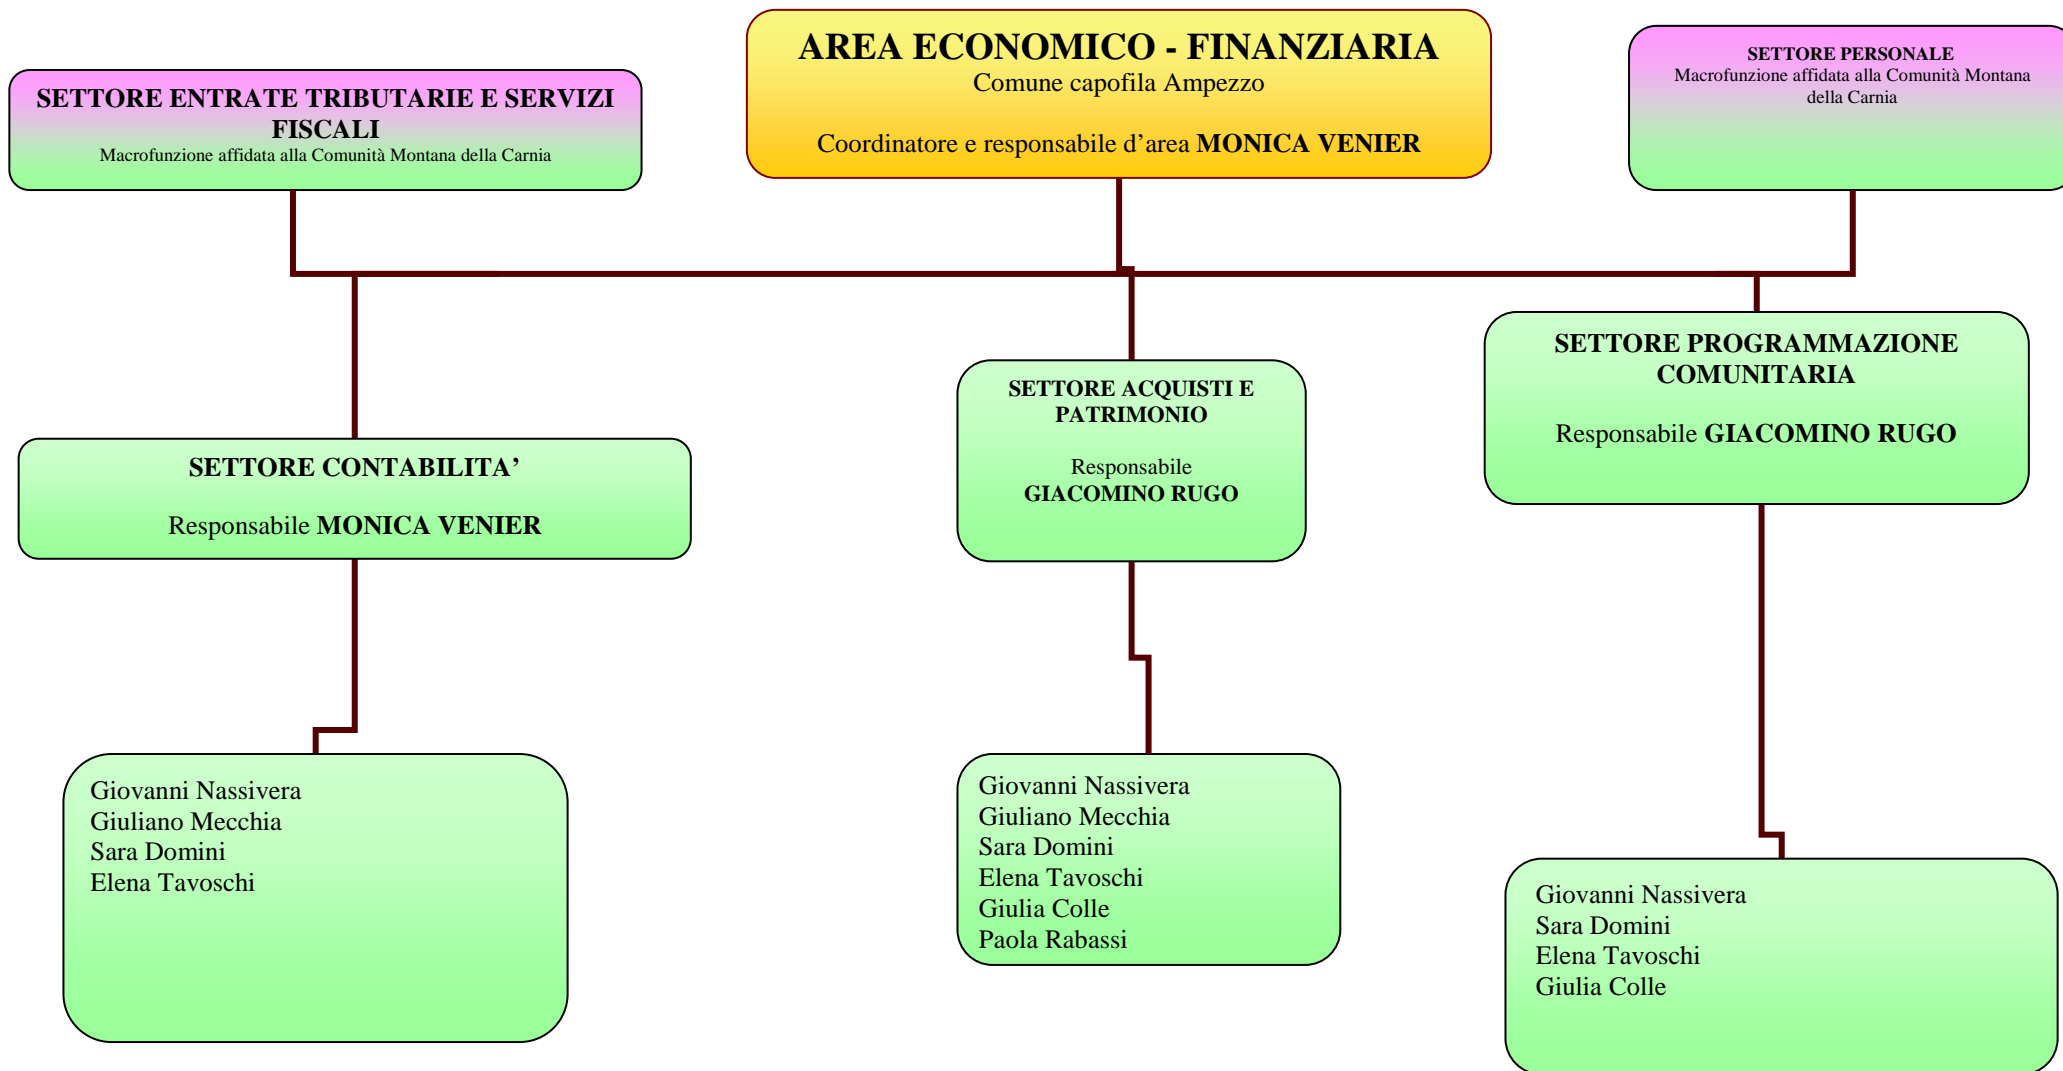 AREA ECONOMICO - FINANZIARIA
Comune capofila Ampezzo
Coordinatore e responsabile d’area MONICA VENIER
SETTORE ENTRATE TRIBUTARIE E SERVIZI
FISCALI
Macrofunzione affidata alla Comunità Montana della Carnia
SETTORE PERSONALE
Macrofunzione affidata alla Comunità Montana
della Carnia
SETTORE CONTABILITA’
Responsabile MONICA VENIER
SETTORE ACQUISTI E
PATRIMONIO
Responsabile
GIACOMINO RUGO
SETTORE PROGRAMMAZIONE
COMUNITARIA
Responsabile GIACOMINO RUGO
Giovanni Nassivera
Giuliano Mecchia
Sara Domini
Elena Tavoschi
Giovanni Nassivera
Giuliano Mecchia
Sara Domini
Elena Tavoschi
Giulia Colle
Paola Rabassi
Giovanni Nassivera
Sara Domini
Elena Tavoschi
Giulia Colle